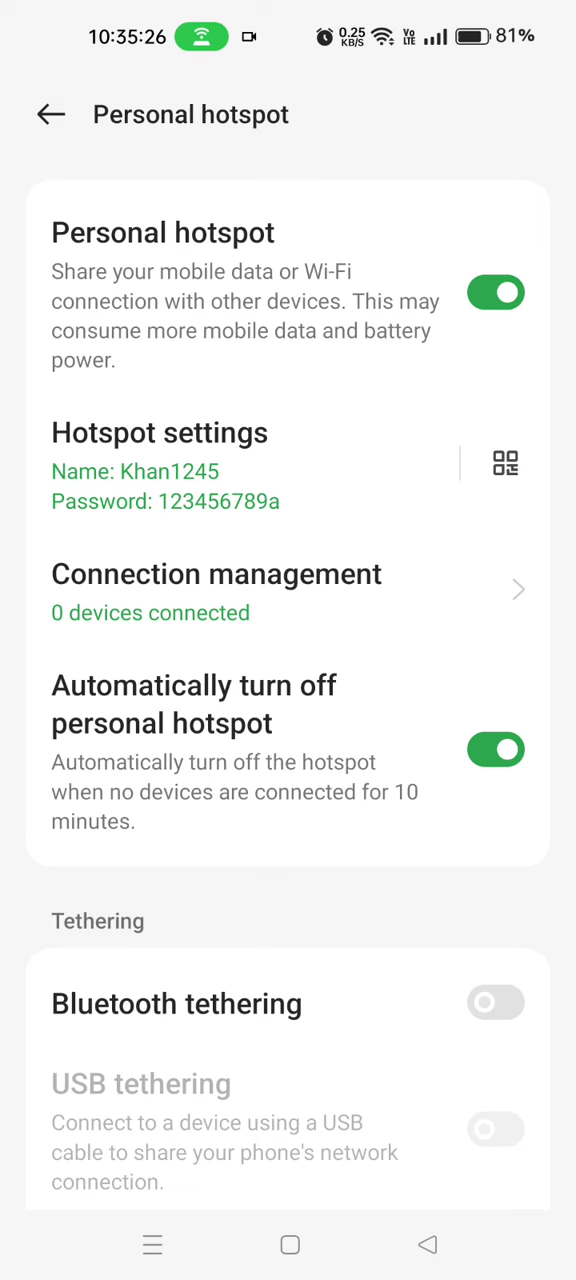 10:35:26 0.25 KB/S Vo LTE 81%
Personal hotspot
Personal hotspot
Share your mobile data or Wi-Fi
connection with other devices. This may
consume more mobile data and battery
power.
Hotspot settings
Name: Khan1245
Password: 123456789a
Connection management
0 devices connected
Automatically turn off
personal hotspot
Automatically turn off the hotspot
when no devices are connected for 10
minutes.
Tethering
Bluetooth tethering
USB tethering
Connect to a device using a USB
cable to share your phone's network
connection.